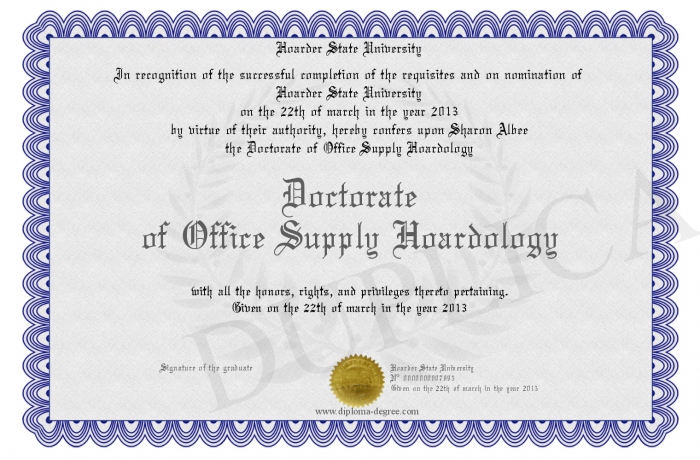 Hoarder State University
In recognition of the successful completion of the requisites and on nomination of
Hoarder State University
on the 22th of march in the year 2013
by virtue of their authority, hereby confers upon Sharon Albee
the Doctorate of Office Supply Hoardology
Doctorate
of Office Supply Hoardology
DUPLICA
with all the honors, rights, and privileges thereto pertaining.
Given on the 22th of march in the year 2013
Signature of the graduate
Hoarder State University
Given on the 22th of march in the year 2013
www.diploma-degree.com